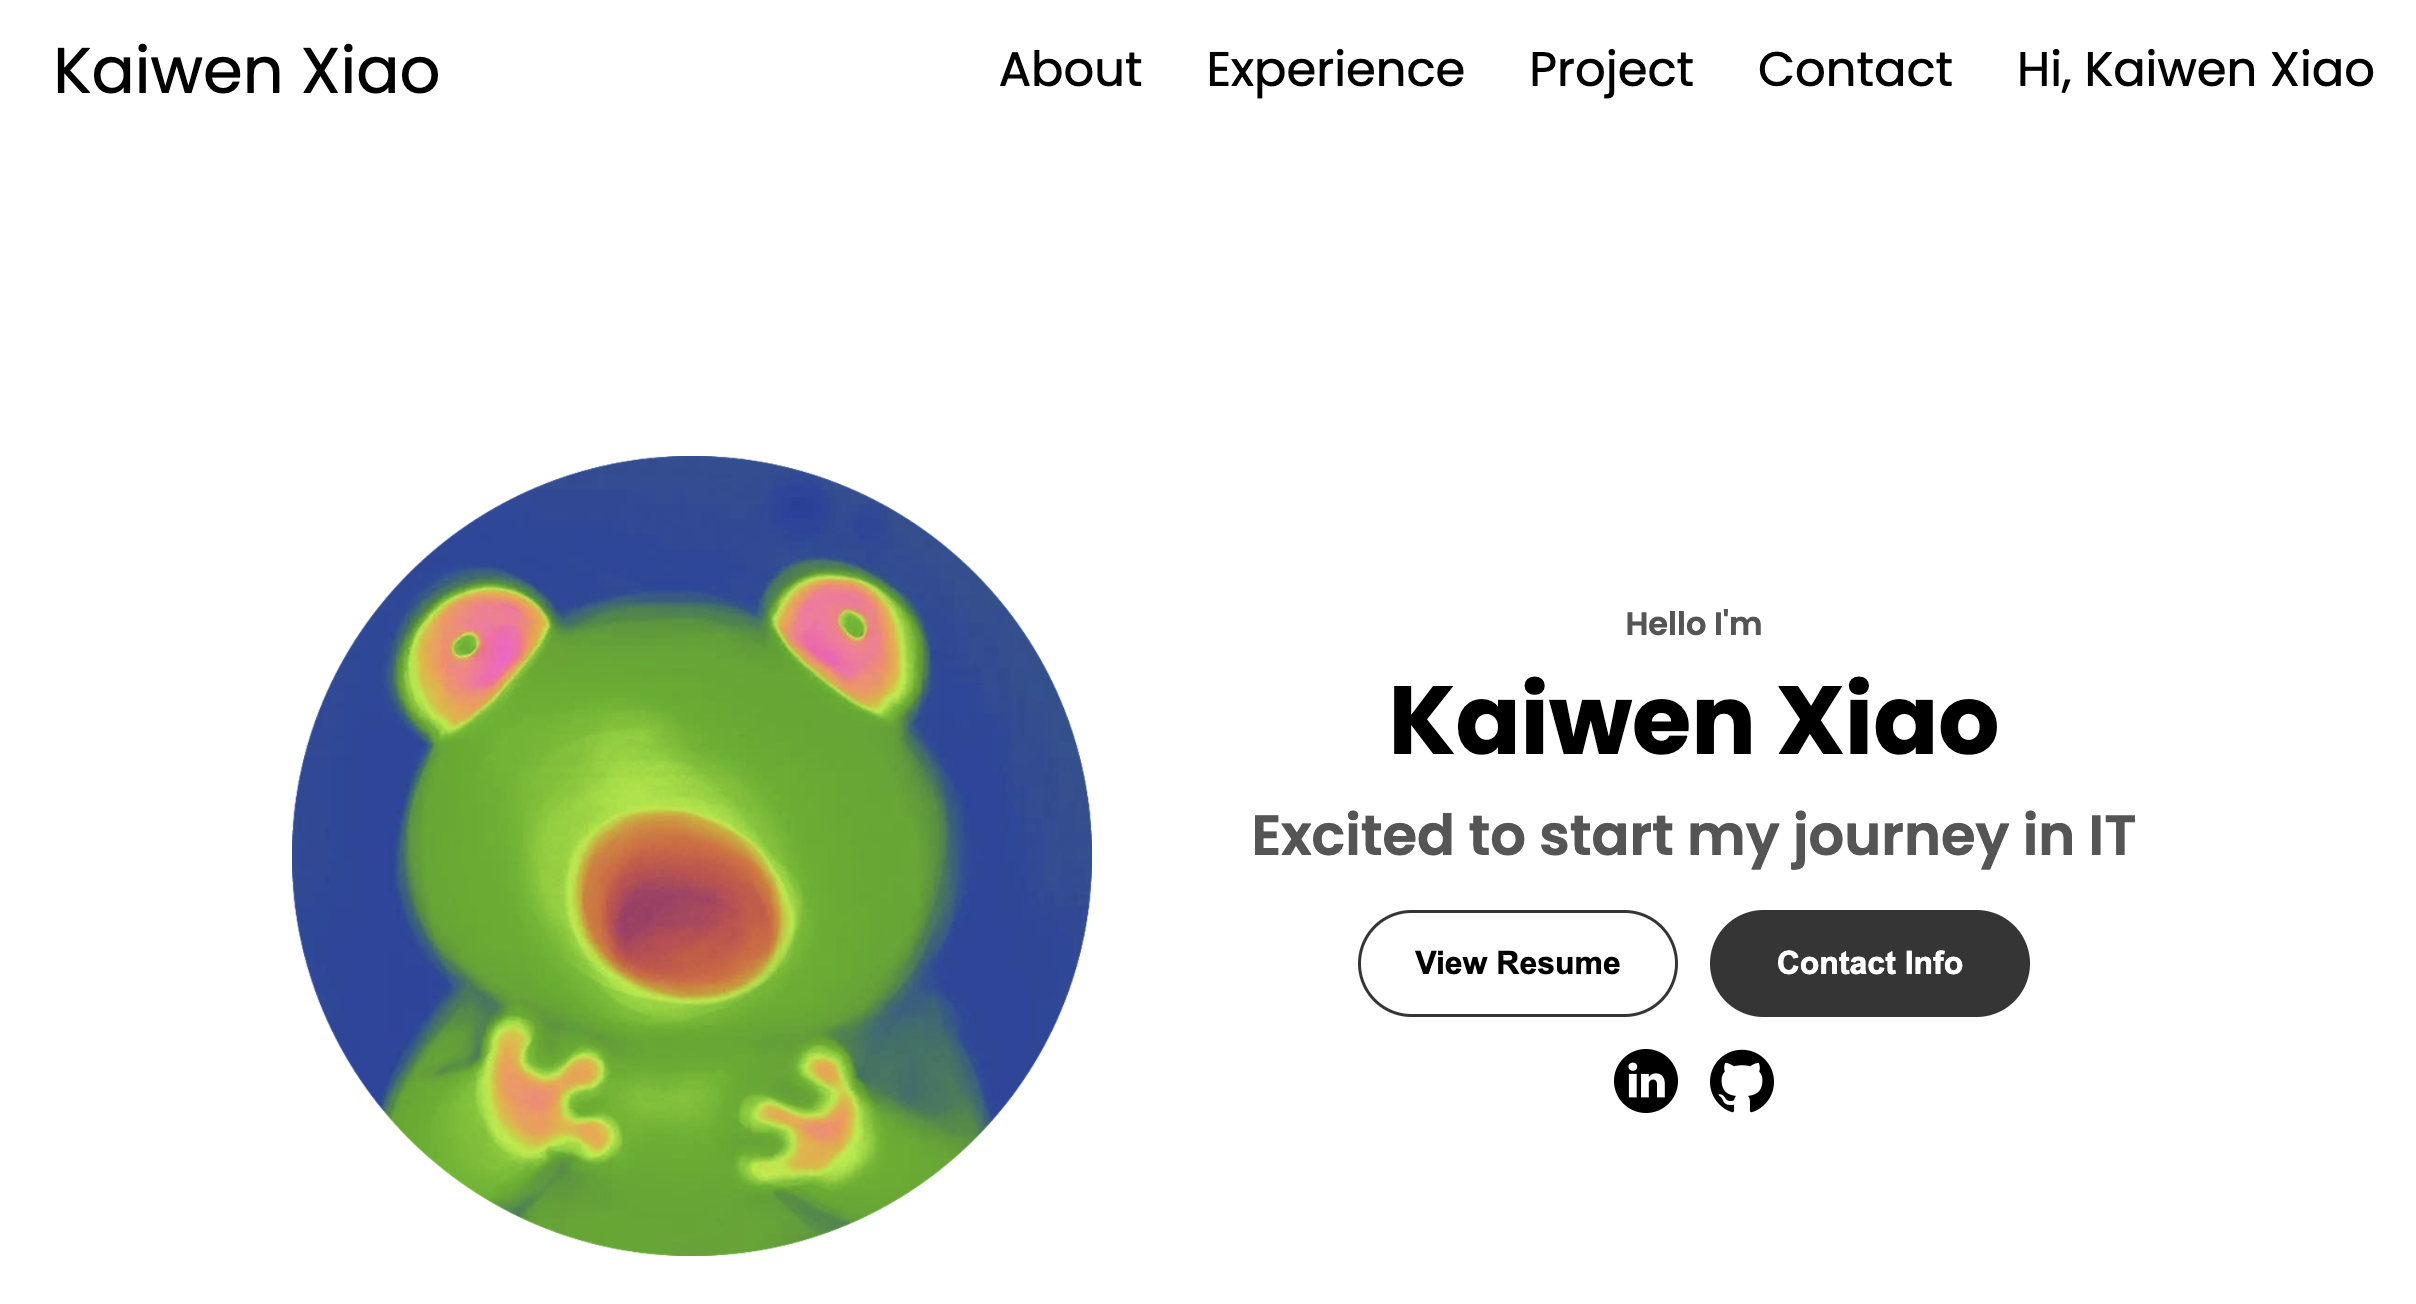 Kaiwen Xiao
About Experience Project Contact Hi, Kaiwen Xiao
Hello I'm
Kaiwen Xiao
Excited to start my journey in IT
View Resume
Contact Info
in